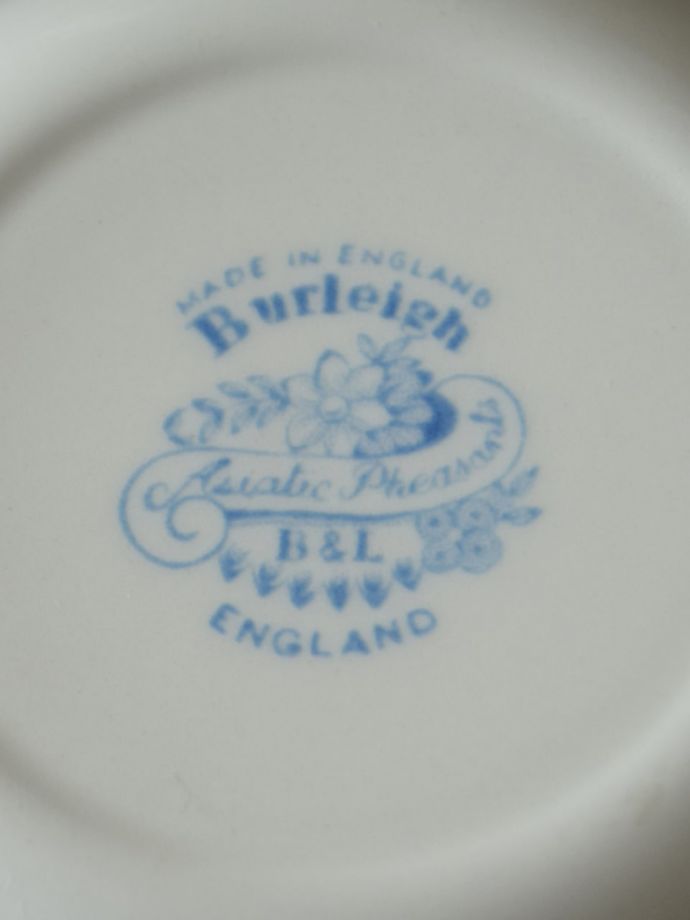 MADE IN ENGLAND
Burleigh
Asiatic Pheasants
B&L
ENGLAND